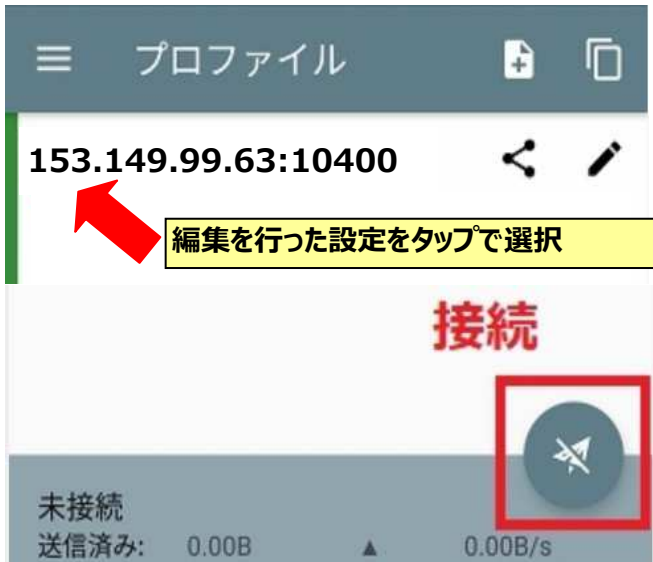 プロファイル
153.149.99.63:10400
編集を行った設定をタップで選択
接続
未接続
送信済み: 0.00B ▲ 0.00B/s